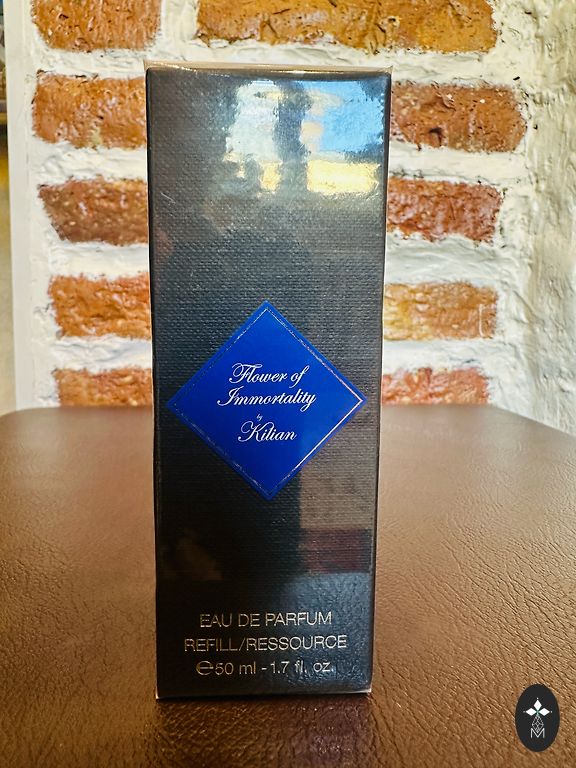 Flower of
Immortality
by
Kilian
EAU DE PARFUM
REFILL/RESSOURCE
℮50 ml - 1.7 fl. oz.
M